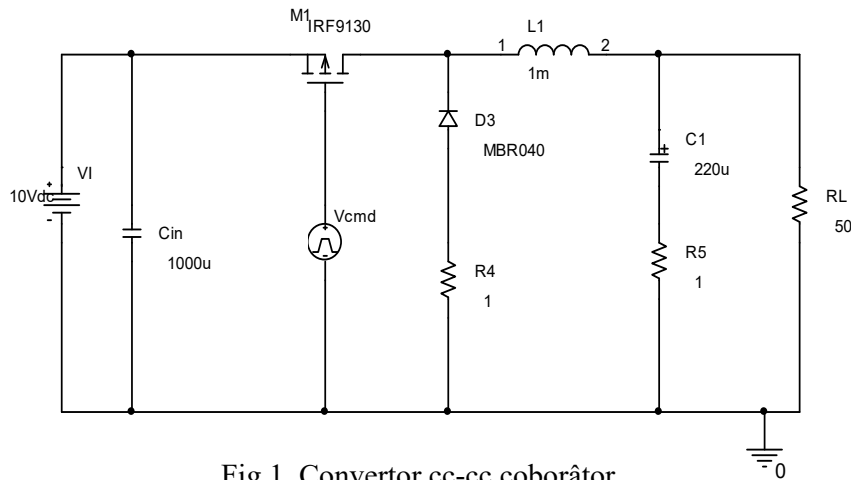 M1
IRF9130
L1
1
2
1m
D3
MBR040
C1
220u
VI
10Vdc
Vcmd
RL
50
Cin
1000u
R4
1
R5
1
0
Fig 1. Convertor cc-cc coborâtor